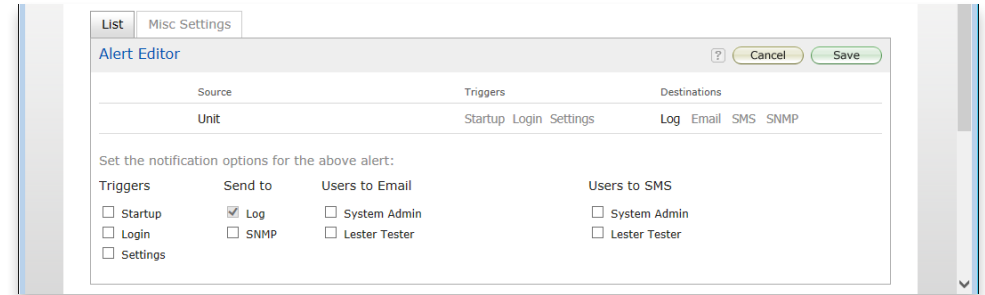 List Misc Settings
Alert Editor ? Cancel Save
Source Triggers Destinations
Unit Startup Login Settings Log Email SMS SNMP
Set the notification options for the above alert:
Triggers Send to Users to Email Users to SMS
Startup Log System Admin System Admin
Login SNMP Lester Tester Lester Tester
Settings